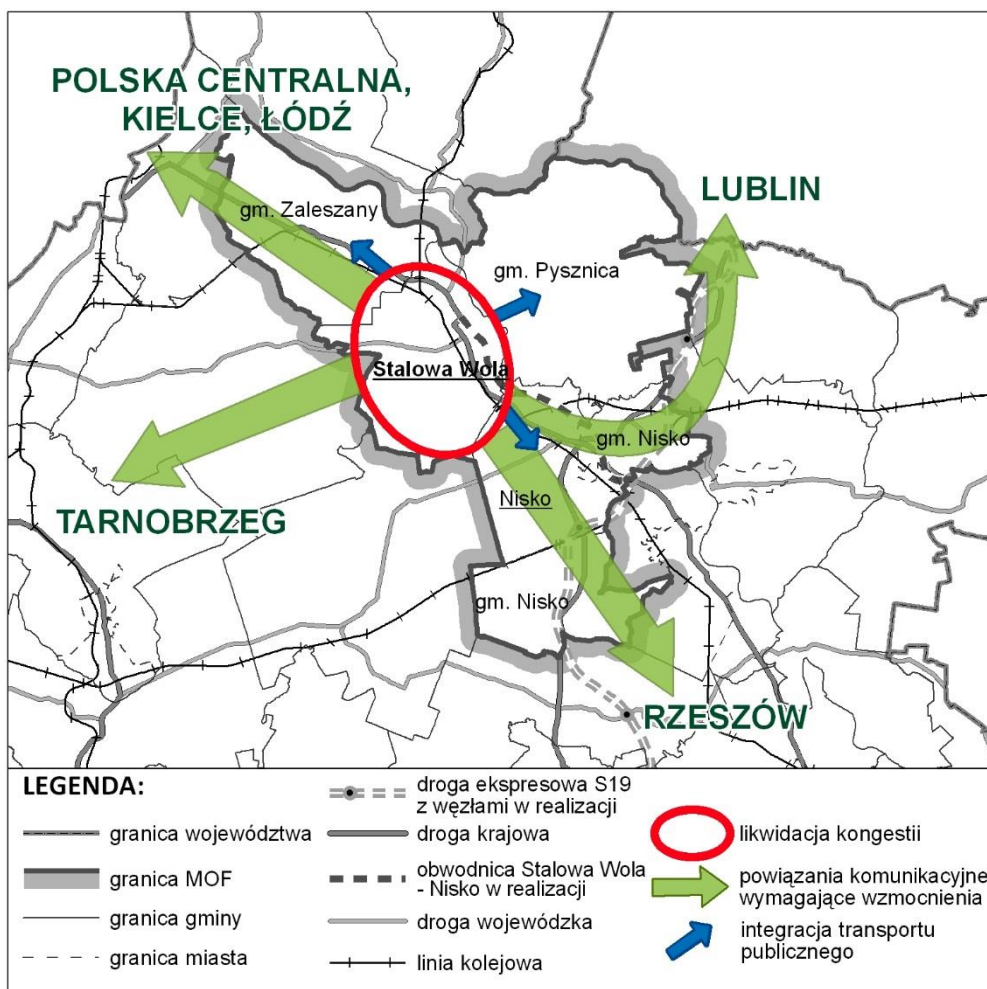 POLSKA CENTRALNA,
KIELCE, ŁÓDŹ
LUBLIN
gm. Zaleszany
gm. Pysznica
Stalowa Wola
gm. Nisko
Nisko
TARNOBRZEG
gm. Nisko
RZESZÓW
LEGENDA:
granica województwa
granica MOF
granica gminy
granica miasta
droga ekspresowa S19
z węzłami w realizacji
droga krajowa
obwodnica Stalowa Wola
- Nisko w realizacji
droga wojewódzka
linia kolejowa
likwidacja kongestii
powiązania komunikacyjne
wymagające wzmocnienia
integracja transportu
publicznego